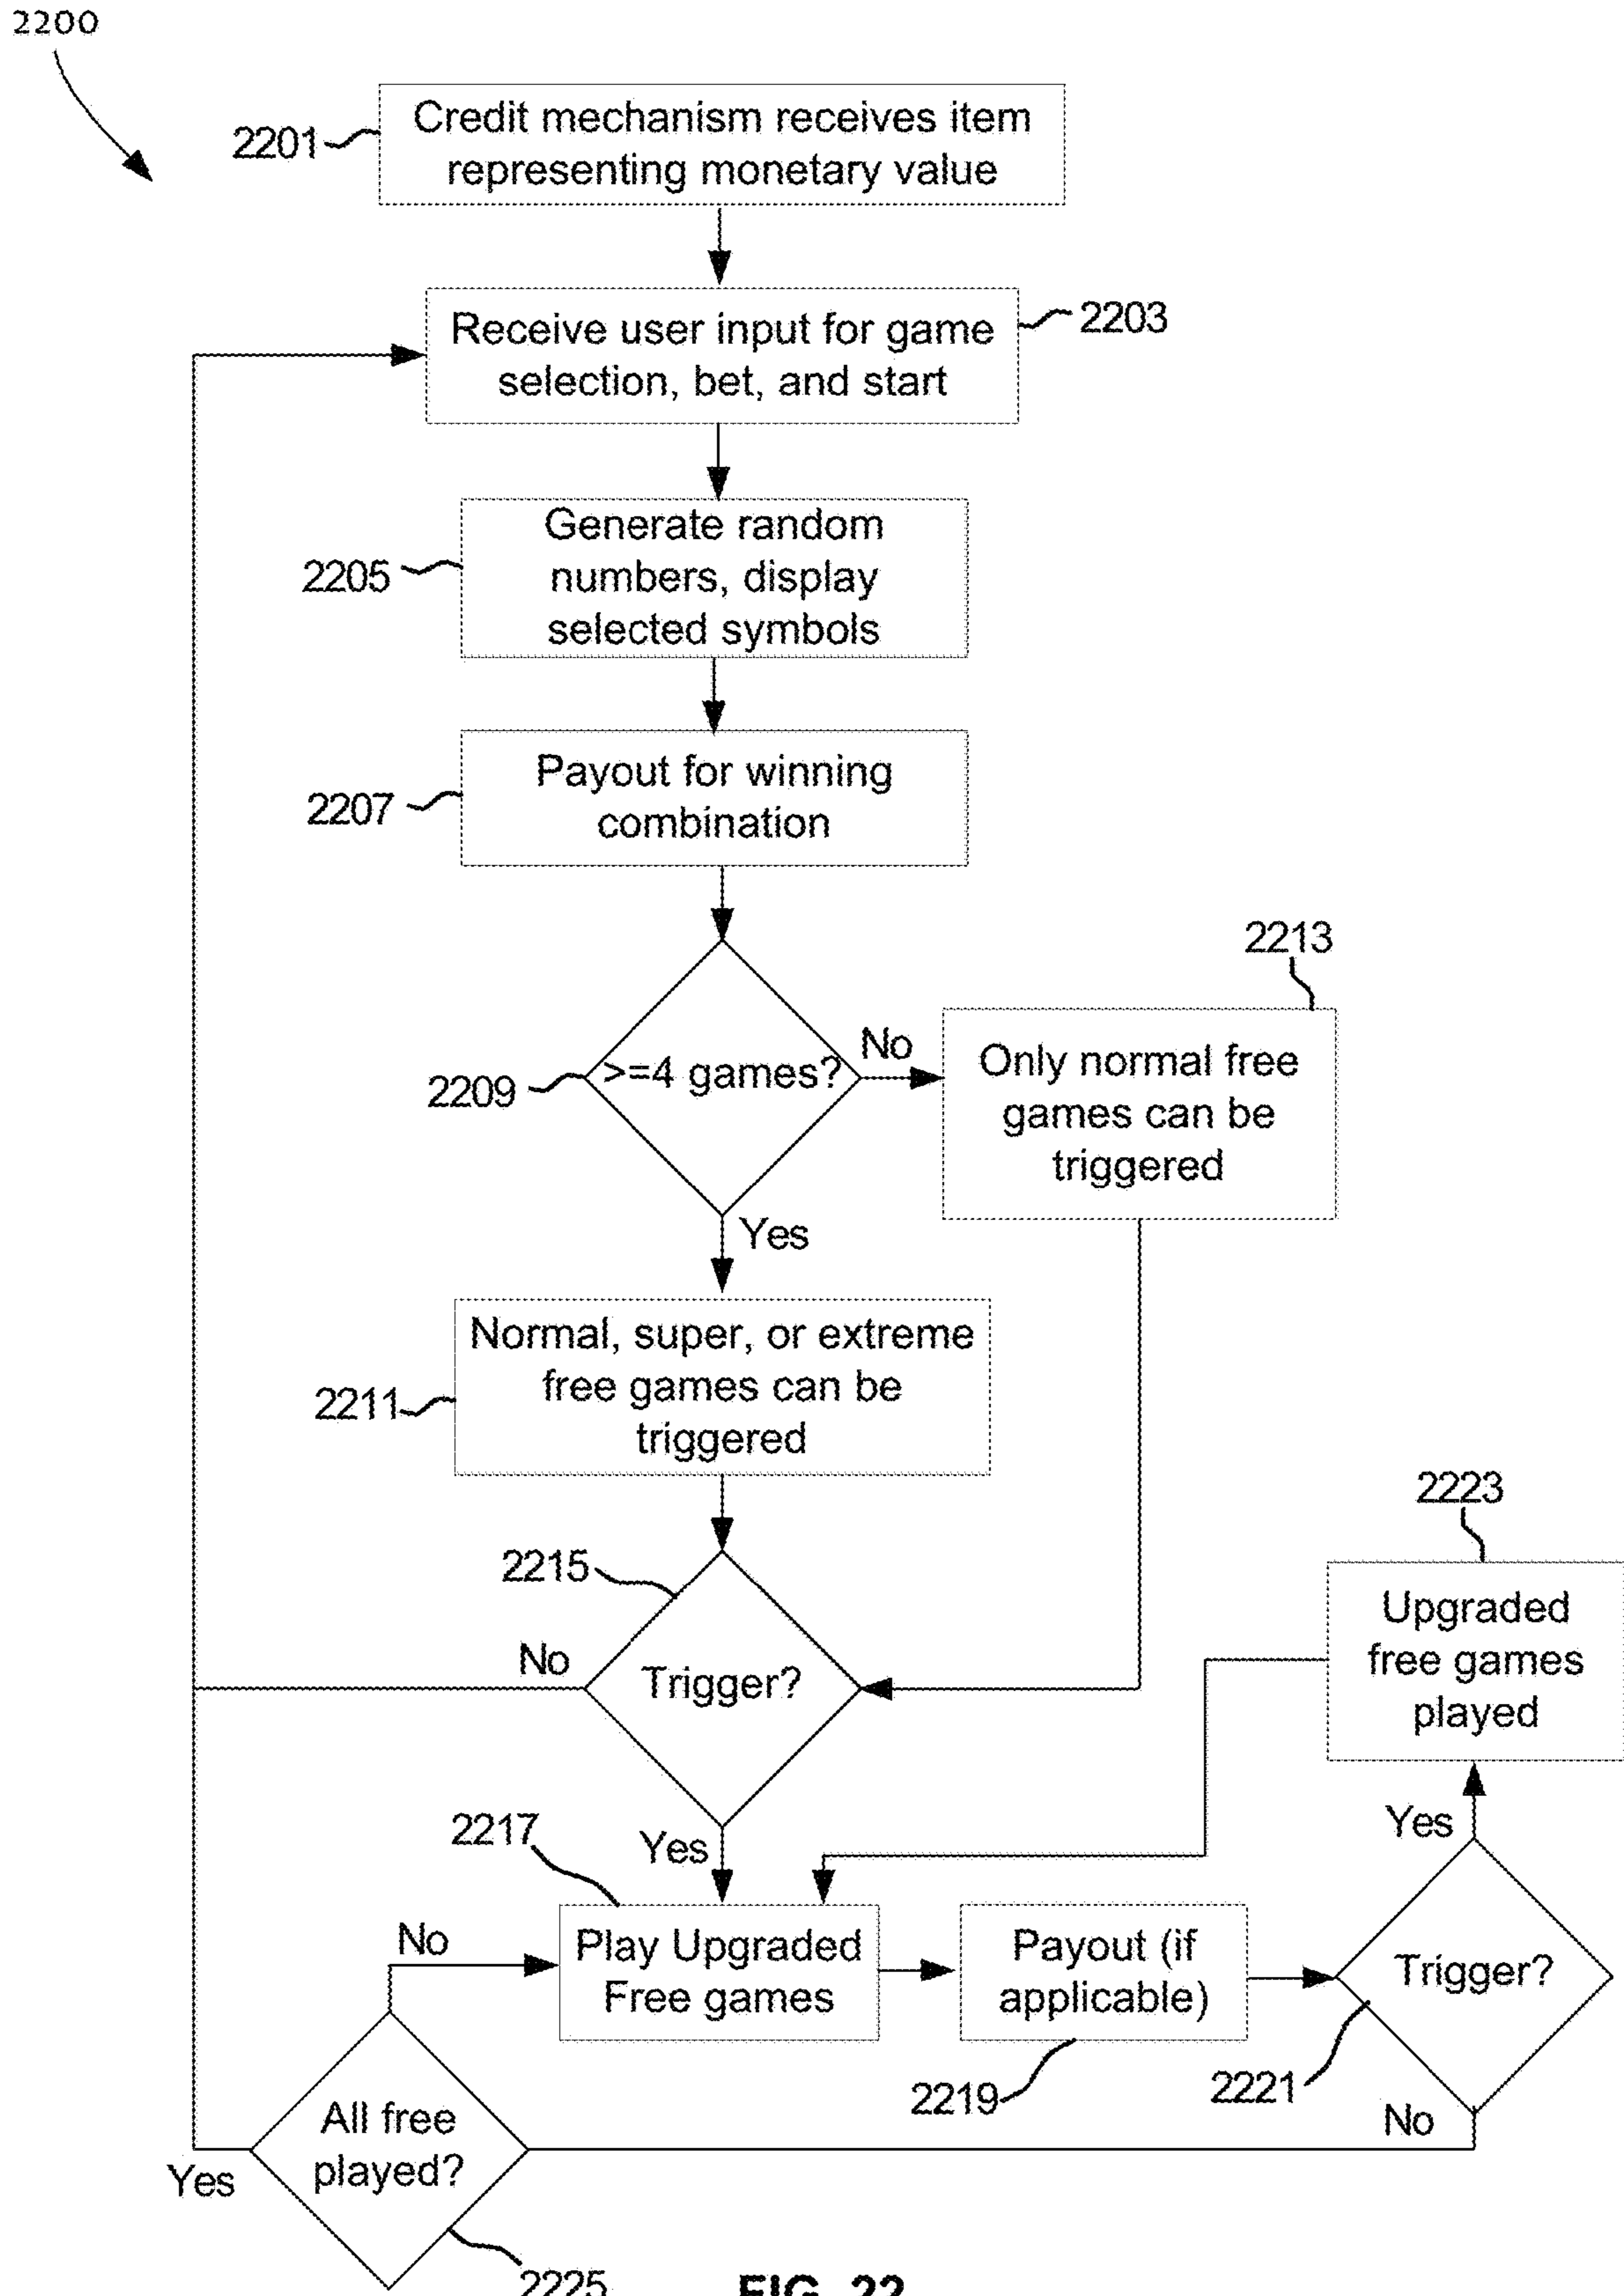 2200
2201
Credit mechanism receives item
representing monetary value
Receive user input for game
selection, bet, and start
2203
2205
Generate random
numbers, display
selected symbols
2207
Payout for winning
combination
2213
2209
>=4 games?
No
Only normal free
games can be
triggered
Yes
2211
Normal, super, or extreme
free games can be
triggered
2215
No
Trigger?
2223
Upgraded
free games
played
2217
Yes
Yes
No
Play Upgraded
Free games
Payout (if
applicable)
Trigger?
2219
2221
No
All free
played?
Yes
2225
FIG. 22